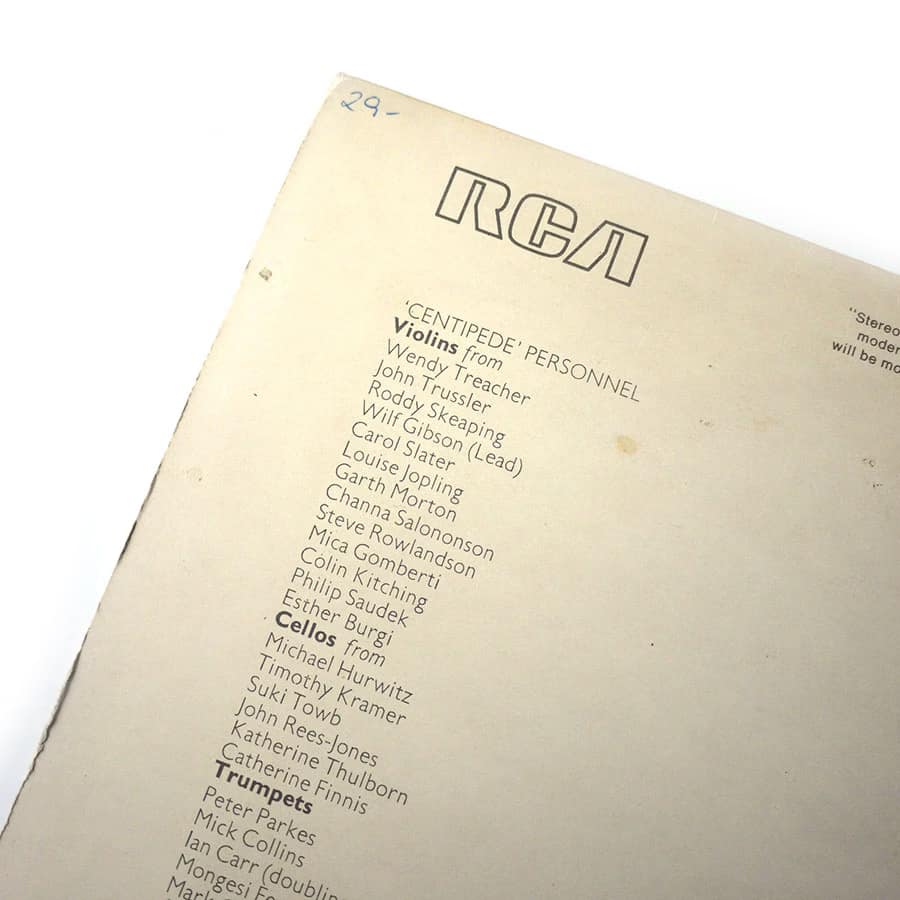 29-
RCA
"Stereo
will be
'CENTIPEDE' PERSONNEL
Violins from
Wendy Treacher
John Trussler
Roddy Skeaping
Wilf Gibson (Lead)
Carol Slater
Louise Jopling
Garth Morton
Channa Salononson
Steve Rowlandson
Mica Gomberti
Colin Kitching
Philip Saudek
Esther Burgi
Cellos from
Michael Hurwitz
Timothy Kramer
Suki Towb
John Rees-Jones
Katherine Thulborn
Catherine Finnis
Trumpets
Peter Parkes
Mick Collins
Ian Carr
Mongesi